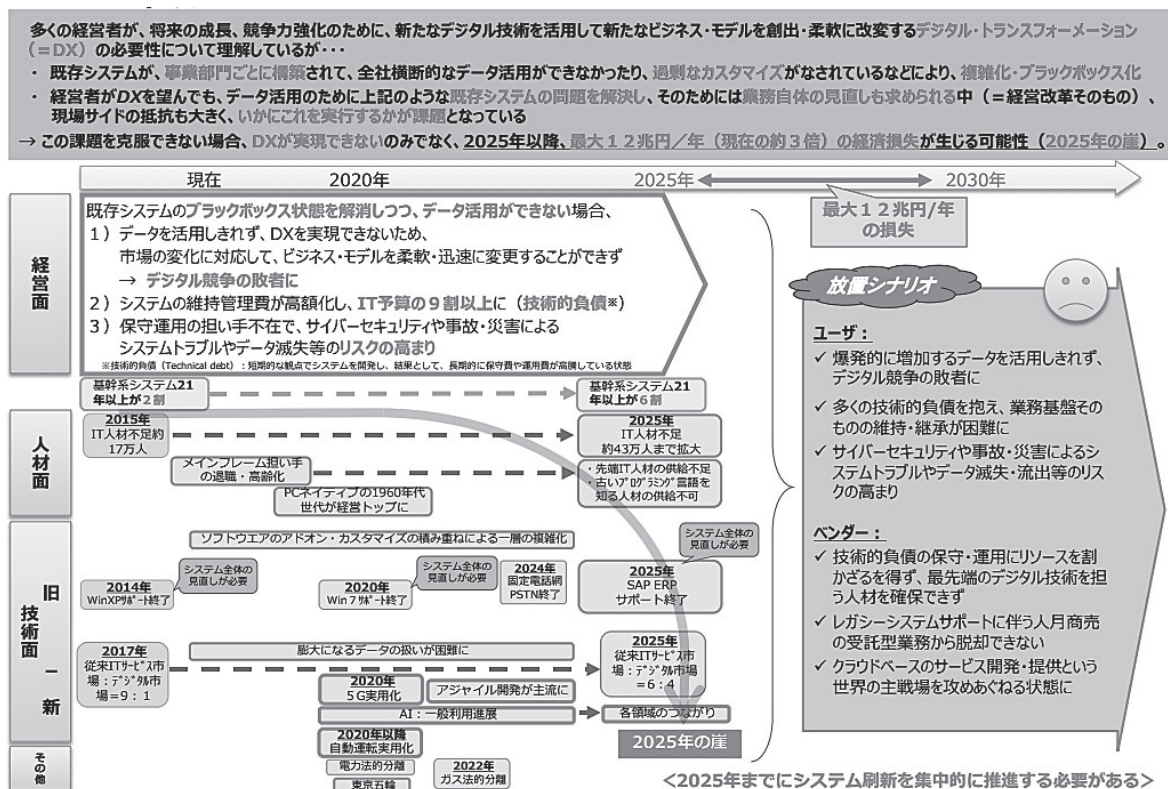 多くの経営者が、将来の成長、競争力強化のために、新たなデジタル技術を活用して新たなビジネス・モデルを創出・柔軟に改変するデジタル・トランスフォーメーション
（＝DX）の必要性について理解しているが・・・
・ 既存システムが、事業部門ごとに構築されて、全社横断的なデータ活用ができなかったり、過剰なカスタマイズがなされているなどにより、複雑化・ブラックボックス化
・ 経営者がDXを望んでも、データ活用のために上記のような既存システムの問題を解決し、そのためには業務自体の見直しも求められる中（＝経営改革そのもの）、
現場サイドの抵抗も大きく、いかにこれを実行するかが課題となっている
→ この課題を克服できない場合、DXが実現できないのみでなく、2025年以降、最大１２兆円／年（現在の約３倍）の経済損失が生じる可能性（2025年の崖）。
現在
2020年
2025年
2030年
最大１２兆円/年
の損失
経営面
既存システムのブラックボックス状態を解消しつつ、データ活用ができない場合、
１）データを活用しきれず、DXを実現できないため、
市場の変化に対応して、ビジネス・モデルを柔軟・迅速に変更することができず
→ デジタル競争の敗者に
２）システムの維持管理費が高額化し、IT予算の９割以上に（技術的負債※）
３）保守運用の担い手不在で、サイバーセキュリティや事故・災害による
システムトラブルやデータ滅失等のリスクの高まり
※技術的負債（Technical debt）：短期的な観点でシステムを開発し、結果として、長期的に保守費や運用費が高騰している状態
基幹系システム21
年以上が２割
基幹系システム21
年以上が６割
人材面
2015年
IT人材不足約
17万人
2025年
IT人材不足
約43万人まで拡大
メインフレーム担い手
の退職・高齢化
・先端IT人材の供給不足
・古いプログラミング言語を
知る人材の供給不可
PCネイティブの1960年代
世代が経営トップに
技術面
旧
－
新
ソフトウエアのアドオン・カスタマイズの積み重ねによる一層の複雑化
システム全体の
見直しが必要
2014年
WinXPサポート終了
システム全体の
見直しが必要
2020年
Win７サポート終了
システム全体の
見直しが必要
2024年
固定電話網
PSTN終了
システム全体の
見直しが必要
2025年
SAP ERP
サポート終了
2017年
従来ITサービス市
場：デジタル市
場＝9：1
膨大になるデータの扱いが困難に
2025年
従来ITサービス市
場：デジタル市場
＝6：4
2020年
５G実用化
アジャイル開発が主流に
AI：一般利用進展
各領域のつながり
2020年以降
自動運転実用化
2025年の崖
その他
電力法的分離
東京五輪
2022年
ガス法的分離
放置シナリオ
ユーザ：
✓ 爆発的に増加するデータを活用しきれず、
デジタル競争の敗者に
✓ 多くの技術的負債を抱え、業務基盤そ
のものの維持・継承が困難に
✓ サイバーセキュリティや事故・災害によるシ
ステムトラブルやデータ滅失・流出等のリス
クの高まり
ベンダー：
✓ 技術的負債の保守・運用にリソースを割
かざるを得ず、最先端のデジタル技術を担
う人材を確保できず
✓ レガシーシステムサポートに伴う人月商売
の受託型業務から脱却できない
✓ クラウドベースのサービス開発・提供という
世界の主戦場を攻めあぐねる状態に
＜2025年までにシステム刷新を集中的に推進する必要がある＞